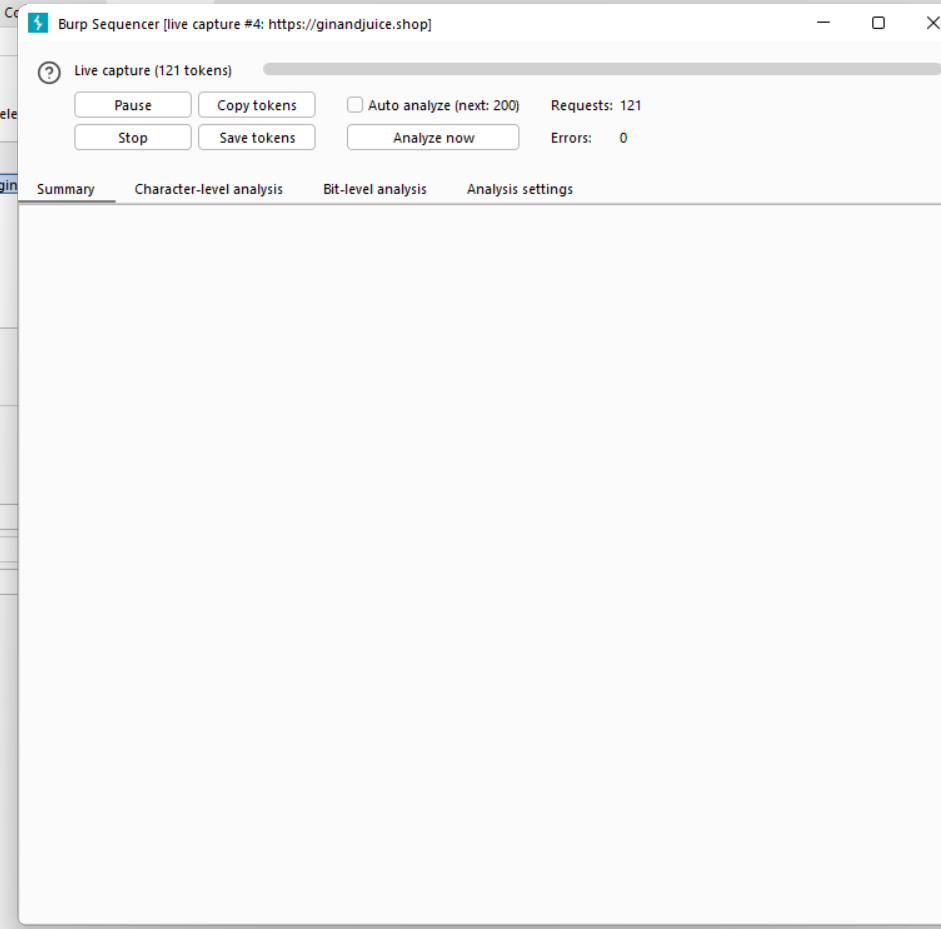 Co
Burp Sequencer [live capture #4: https://ginandjuice.shop]
Live capture (121 tokens)
Pause Copy tokens Auto analyze (next: 200) Requests: 121
ele
Stop Save tokens Analyze now Errors: 0
gin
Summary Character-level analysis Bit-level analysis Analysis settings